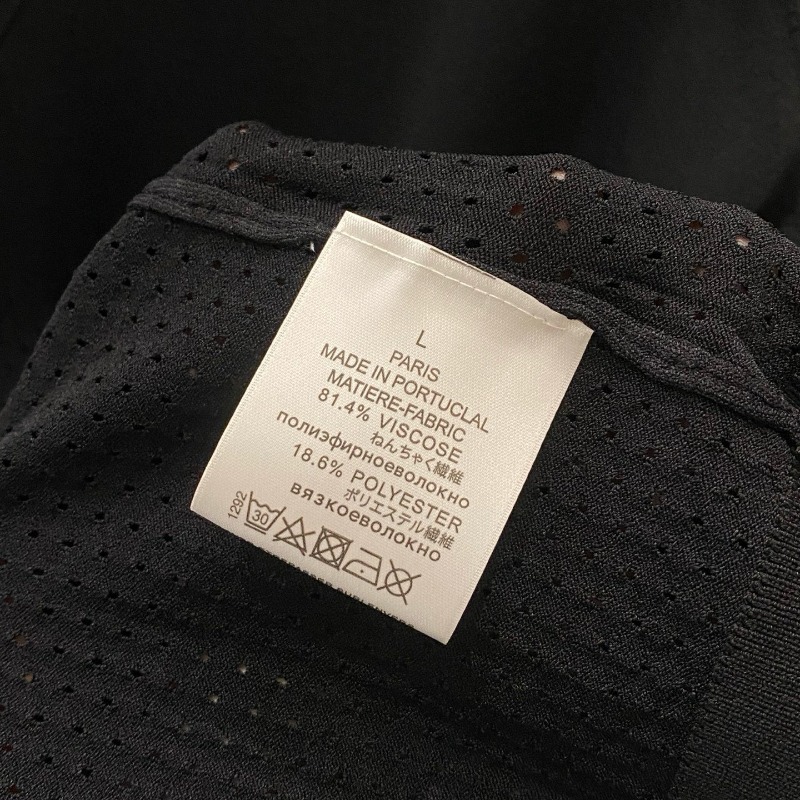 L
PARIS
MADE IN PORTUCLAL
MATIERE-FABRIC
81.4% VISCOSE
ねんちゃく繊維
полиэфирноеволокно
18.6% POLYESTER
ポリエステル繊維
вязкоеволокно
1292
30